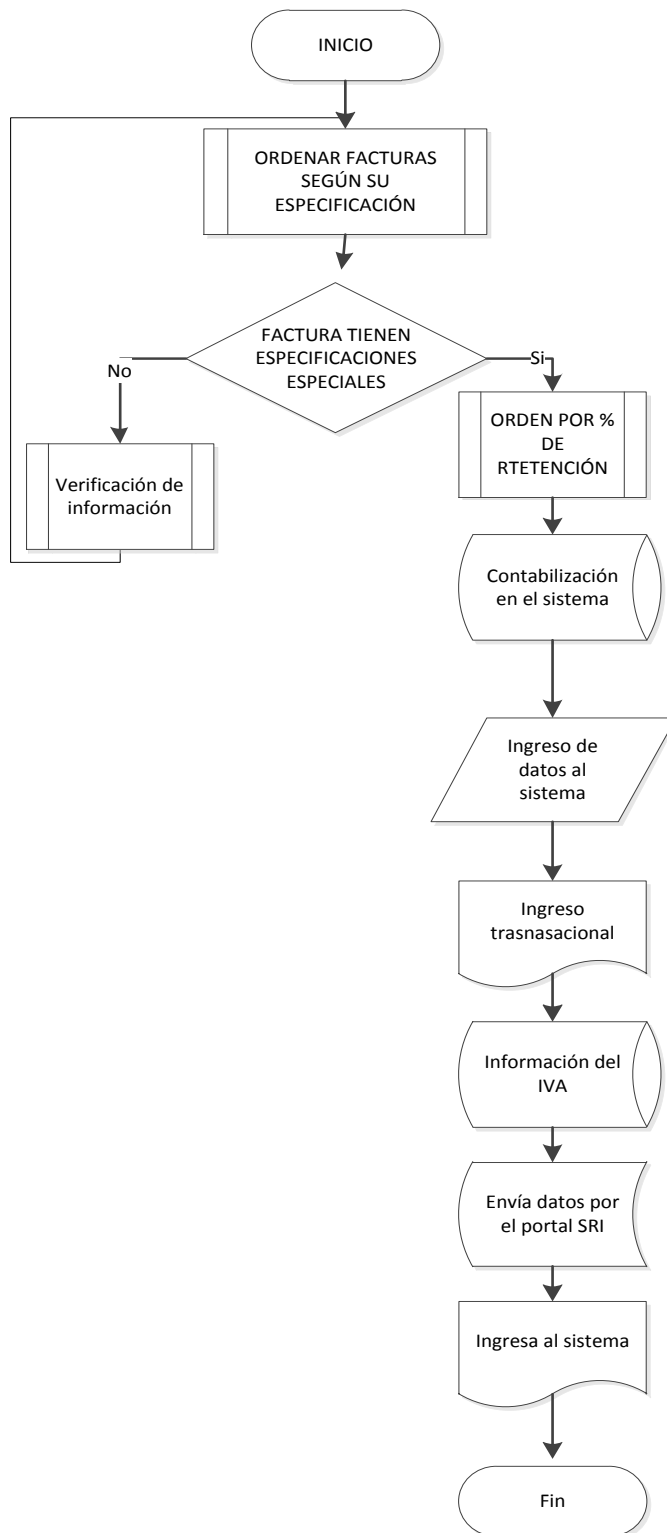 INICIO
ORDENAR FACTURAS
SEGÚN SU
ESPECIFICACIÓN
FACTURA TIENEN
ESPECIFICACIONES
ESPECIALES
No
Si
Verificación de
información
ORDEN POR %
DE
RTETENCIÓN
Contabilización
en el sistema
Ingreso de
datos al
sistema
Ingreso
trasnasacional
Información del
IVA
Envía datos por
el portal SRI
Ingresa al sistema
Fin